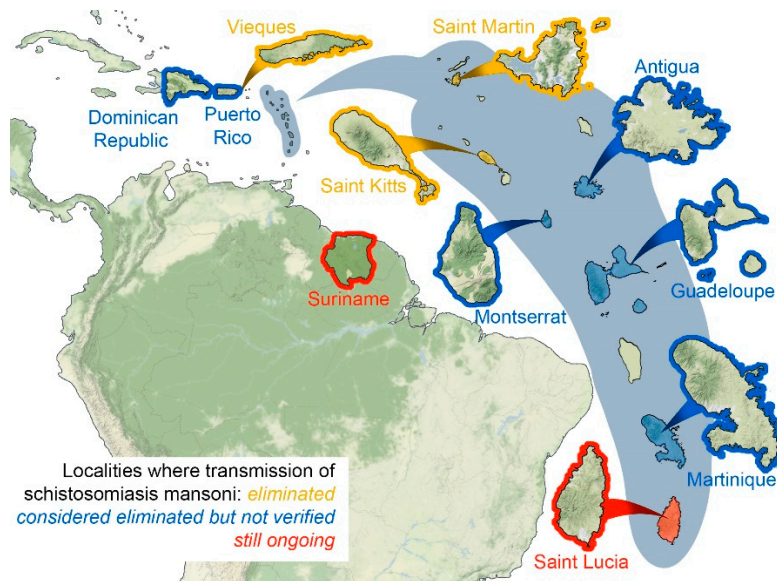 Vieques
Saint Martin
Antigua
Dominican
Republic
Puerto
Rico
Saint Kitts
Guadeloupe
Suriname
Montserrat
Martinique
Localities where transmission of
schistosomiasis mansoni: eliminated
considered eliminated but not verified
still ongoing
Saint Lucia